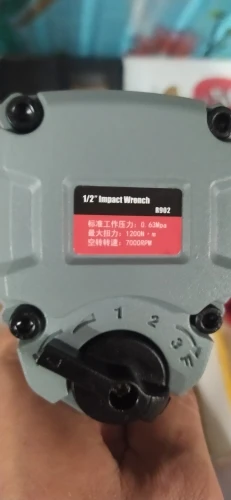 1/2" Impact Wrench
R902
标准工作压力：0.63Mpa
最大扭力：1200N·m
空转转速：7000RPM
1 2 3 F